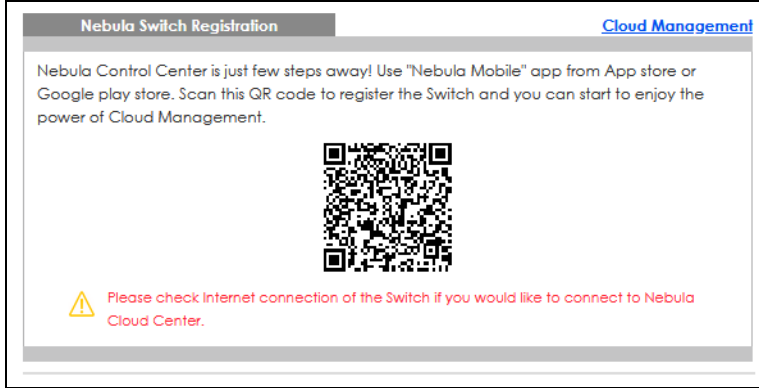 Nebula Switch Registration
Cloud Management
Nebula Control Center is just few steps away! Use "Nebula Mobile" app from App store or
Google play store. Scan this QR code to register the Switch and you can start to enjoy the
power of Cloud Management.
Please check Internet connection of the Switch if you would like to connect to Nebula
Cloud Center.